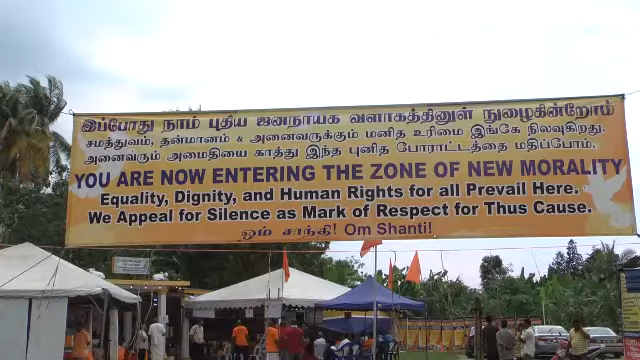 இப்போது நாம் புதிய ஜனநாயக வளாகத்தினுள் நுழைகின்றோம்
சமத்துவம், தன்மானம் & அனைவருக்கும் மனித உரிமை இங்கே நிலவுகிறது.
அனைவரும் அமைதியை காத்து இந்த புனித போராட்டத்தை மதிப்போம்.
YOU ARE NOW ENTERING THE ZONE OF NEW MORALITY
Equality, Dignity, and Human Rights for all Prevail Here.
We Appeal for Silence as Mark of Respect for Thus Cause.
ஓம் சாந்தி! Om Shanti!